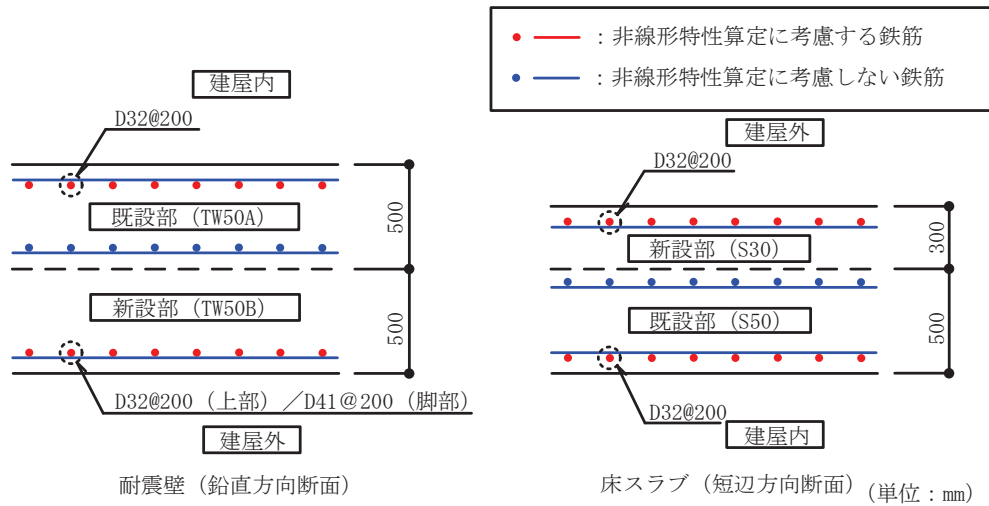 ：非線形特性算定に考慮する鉄筋
：非線形特性算定に考慮しない鉄筋
建屋内
D32@200
既設部（TW50A）
500
新設部（TW50B）
500
D32@200（上部）／D41＠200（脚部）
建屋外
耐震壁（鉛直方向断面）
建屋外
D32@200
新設部（S30）
300
既設部（S50）
500
D32@200
建屋内
床スラブ（短辺方向断面）
（単位：mm）